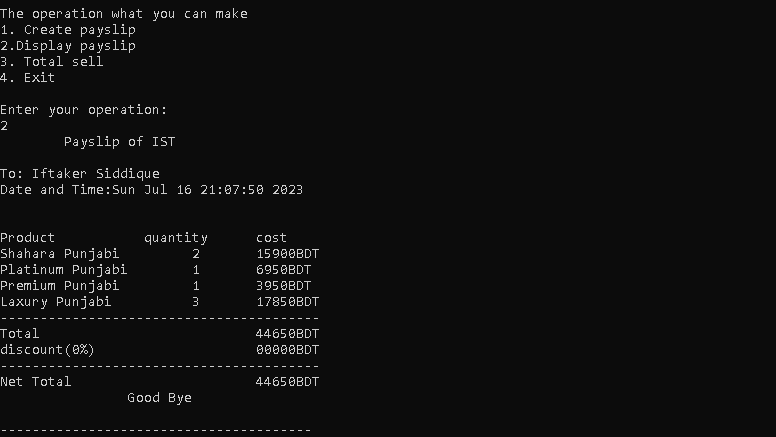 The operation what you can make
1. Create payslip
2.Display payslip
3. Total sell
4. Exit
Enter your operation:
2
Payslip of IST
To: Iftaker Siddique
Date and Time:Sun Jul 16 21:07:50 2023
Product quantity cost
Shahara Punjabi 2 15900BDT
Platinum Punjabi 1 6950BDT
Premium Punjabi 1 3950BDT
Laxury Punjabi 3 17850BDT
----------------------------------------
Total 44650BDT
discount(0%) 00000BDT
----------------------------------------
Net Total 44650BDT
Good Bye
---------------------------------------